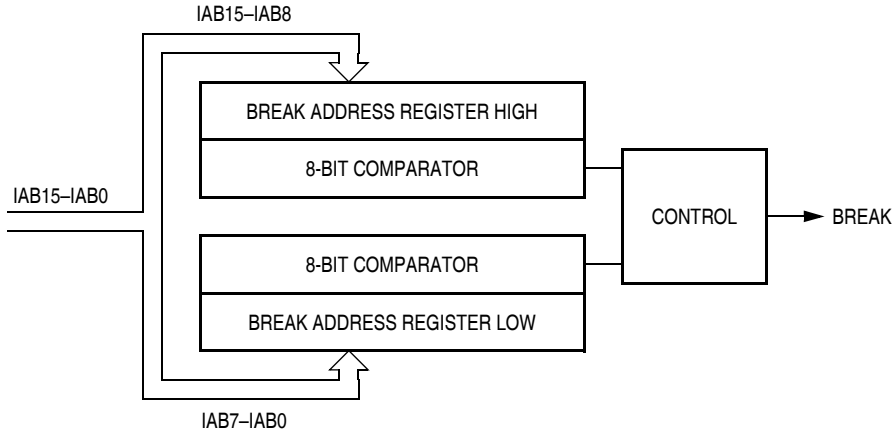 IAB15–IAB8
BREAK ADDRESS REGISTER HIGH
8-BIT COMPARATOR
IAB15–IAB0
CONTROL
BREAK
8-BIT COMPARATOR
BREAK ADDRESS REGISTER LOW
IAB7–IAB0